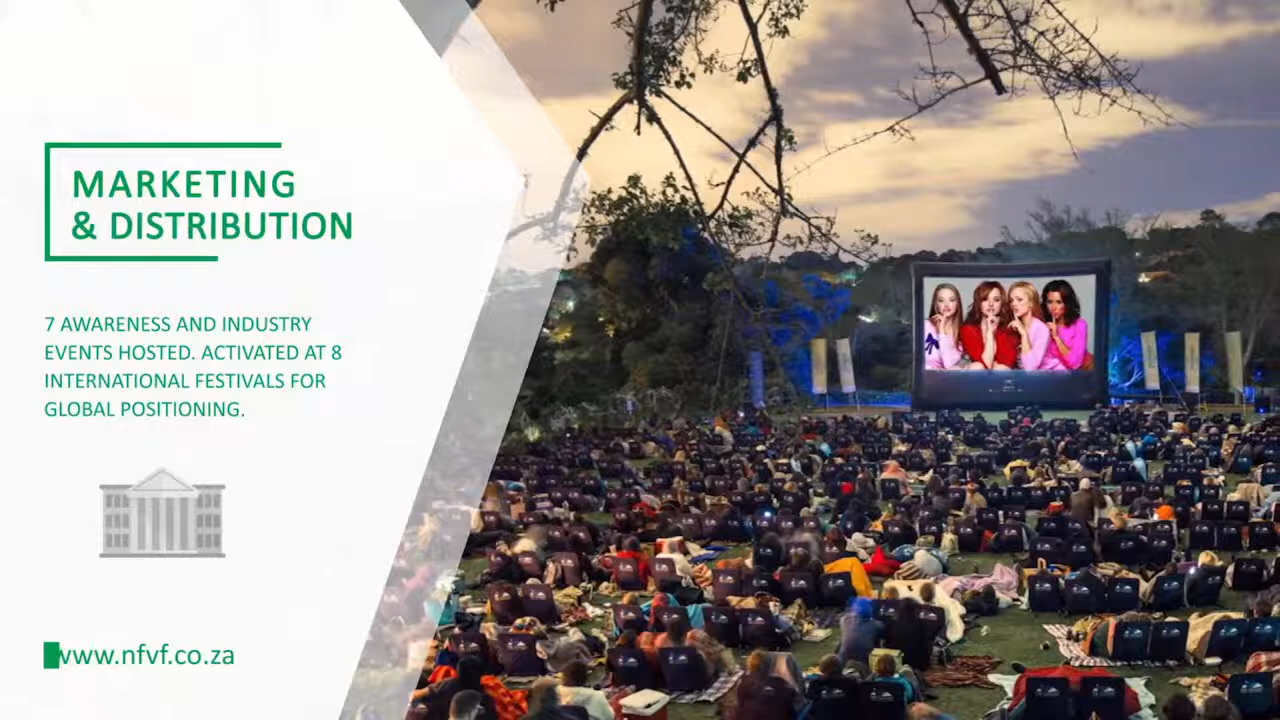 MARKETING
& DISTRIBUTION
7 AWARENESS AND INDUSTRY
EVENTS HOSTED. ACTIVATED AT 8
INTERNATIONAL FESTIVALS FOR
GLOBAL POSITIONING.
www.nfvf.co.za